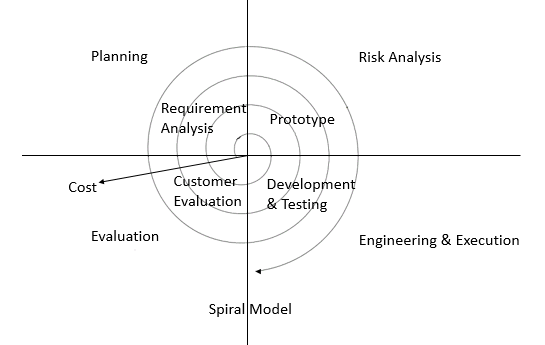 Planning
Risk Analysis
Requirement
Analysis
Prototype
Customer
Evaluation
Development
& Testing
Cost
Evaluation
Engineering & Execution
Spiral Model